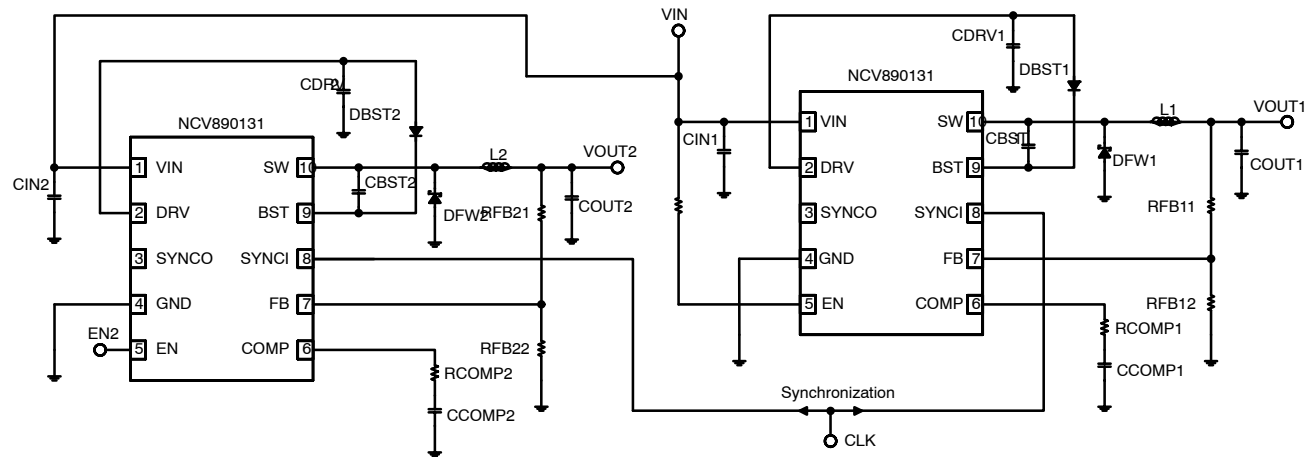 VIN
CDRV1
DBST1
CDRV2
DBST2
NCV890131
NCV890131
1 VIN
SW 10
2 DRV
BST 9
3 SYNCO
SYNCI 8
4 GND
FB 7
5 EN
COMP 6
CIN2
EN2
CBST2
DFW2
L2
VOUT2
RFB21
COUT2
RFB22
RCOMP2
CCOMP2
CIN1
1 VIN
SW 10
2 DRV
BST 9
3 SYNCO
SYNCI 8
4 GND
FB 7
5 EN
COMP 6
CBST1
DFW1
L1
VOUT1
COUT1
RFB11
RFB12
RCOMP1
CCOMP1
Synchronization
CLK